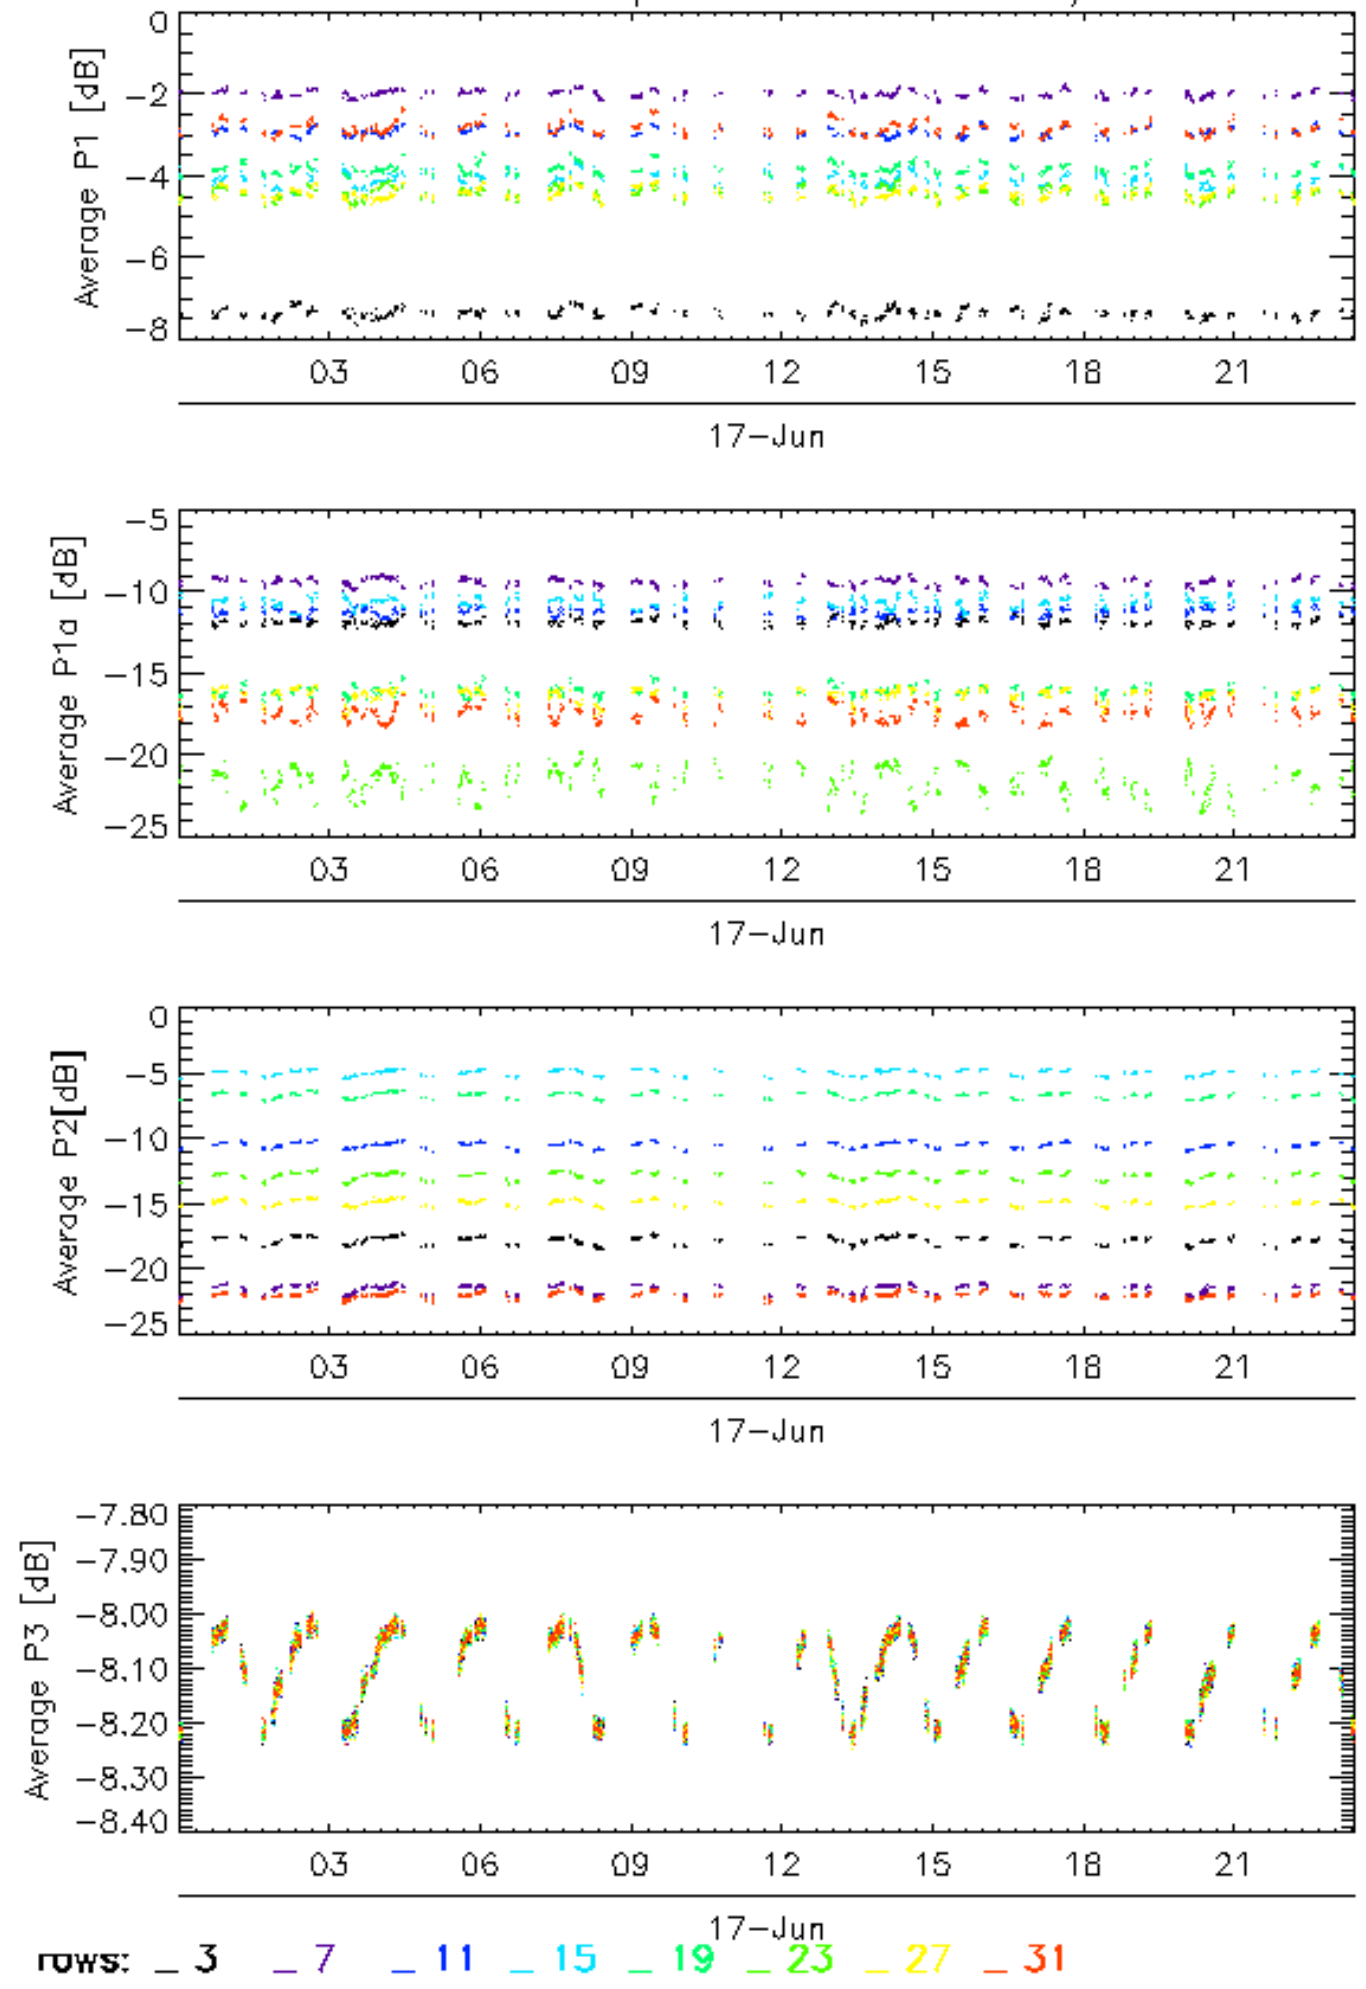 0
-2
-4
-6
-8
Average P1 [dB]
03 06 09 12 15 18 21
17-Jun
-5
-10
-15
-20
-25
Average P1a [dB]
03 06 09 12 15 18 21
17-Jun
0
-5
-10
-15
-20
-25
Average P2[dB]
03 06 09 12 15 18 21
17-Jun
-7.80
-7.90
-8.00
-8.10
-8.20
-8.30
-8.40
Average P3 [dB]
03 06 09 12 15 18 21
17-Jun
rows: _ 3 _ 7 _ 11 _ 15 _ 19 _ 23 _ 27 _ 31